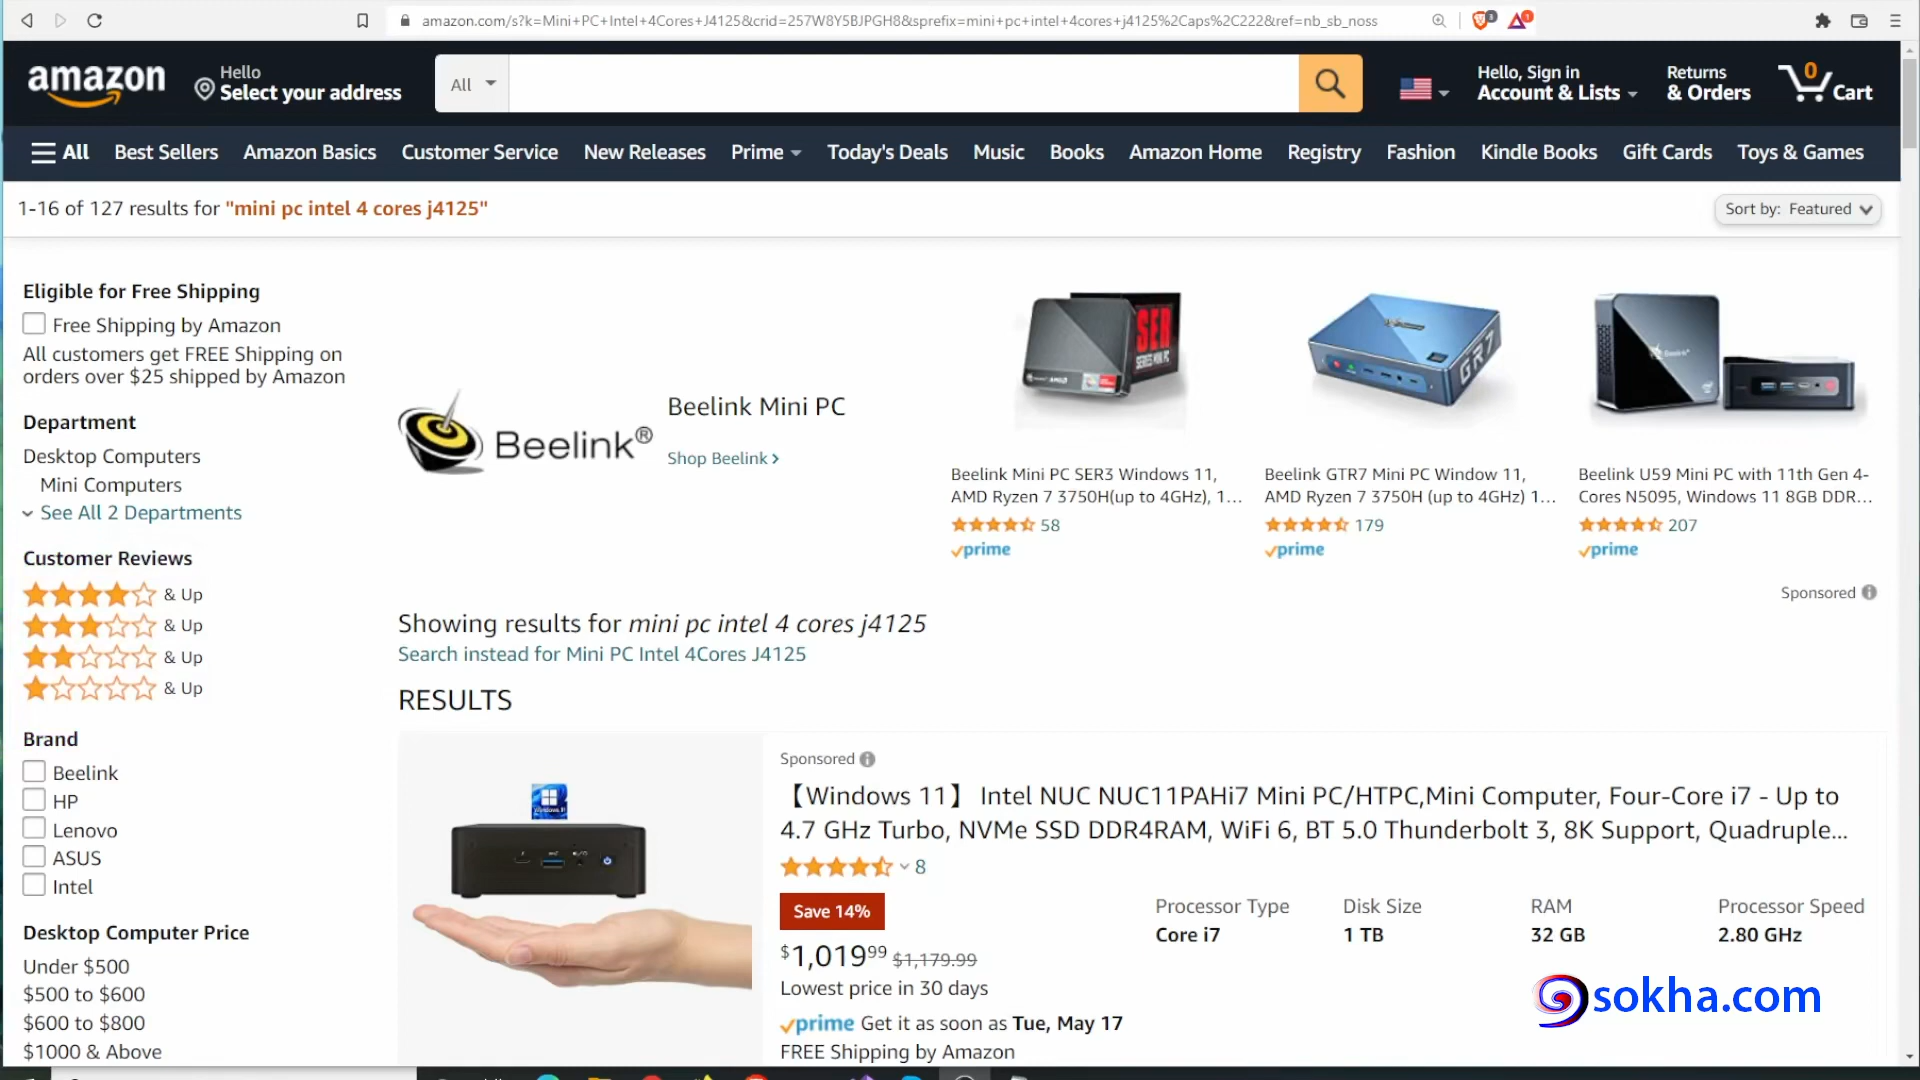 amazon.com/s?k=Mini+PC+Intel+4Cores+J4125&crid=257W8Y5BJPGH8&sprefix=mini+pc+intel+4cores+j4125%2Caps%2C222&ref=nb_sb_noss
amazon
Hello
Select your address
All
Hello, Sign in
Account & Lists
Returns
& Orders
0
Cart
All
Best Sellers
Amazon Basics
Customer Service
New Releases
Prime
Today's Deals
Music
Books
Amazon Home
Registry
Fashion
Kindle Books
Gift Cards
Toys & Games
1-16 of 127 results for "mini pc intel 4 cores j4125"
Sort by: Featured
Eligible for Free Shipping
Free Shipping by Amazon
All customers get FREE Shipping on
orders over $25 shipped by Amazon
Department
Desktop Computers
Mini Computers
See All 2 Departments
Customer Reviews
& Up
& Up
& Up
& Up
Brand
Beelink
HP
Lenovo
ASUS
Intel
Desktop Computer Price
Under $500
$500 to $600
$600 to $800
$1000 & Above
Beelink®
Beelink Mini PC
Shop Beelink
SER
SERIES MINI PC
AMD
Beelink Mini PC SER3 Windows 11,
AMD Ryzen 7 3750H(up to 4GHz), 1...
58
prime
GR7
Beelink GTR7 Mini PC Window 11,
AMD Ryzen 7 3750H (up to 4GHz) 1...
179
prime
Beelink
Beelink U59 Mini PC with 11th Gen 4-
Cores N5095, Windows 11 8GB DDR...
207
prime
Sponsored
Showing results for mini pc intel 4 cores j4125
Search instead for Mini PC Intel 4Cores J4125
RESULTS
Windows 11
Sponsored
【Windows 11】 Intel NUC NUC11PAHi7 Mini PC/HTPC,Mini Computer, Four-Core i7 - Up to
4.7 GHz Turbo, NVMe SSD DDR4RAM, WiFi 6, BT 5.0 Thunderbolt 3, 8K Support, Quadruple...
8
Save 14%
$1,019.99 $1,179.99
Lowest price in 30 days
prime Get it as soon as Tue, May 17
FREE Shipping by Amazon
Processor Type
Core i7
Disk Size
1 TB
RAM
32 GB
Processor Speed
2.80 GHz
sokha.com